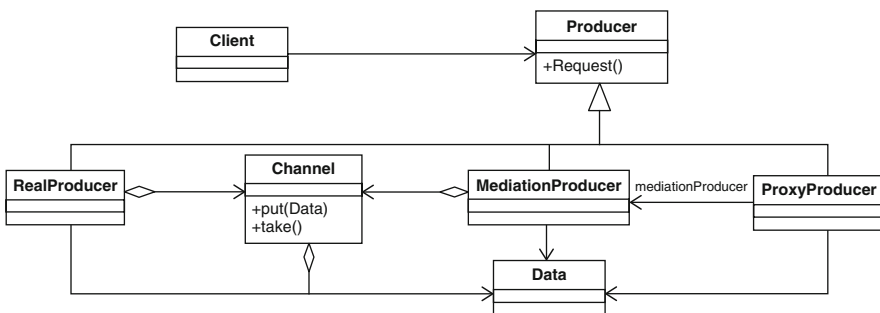 Client
Producer
+Request()
RealProducer
Channel
+put(Data)
+take()
MediationProducer
mediationProducer
ProxyProducer
Data